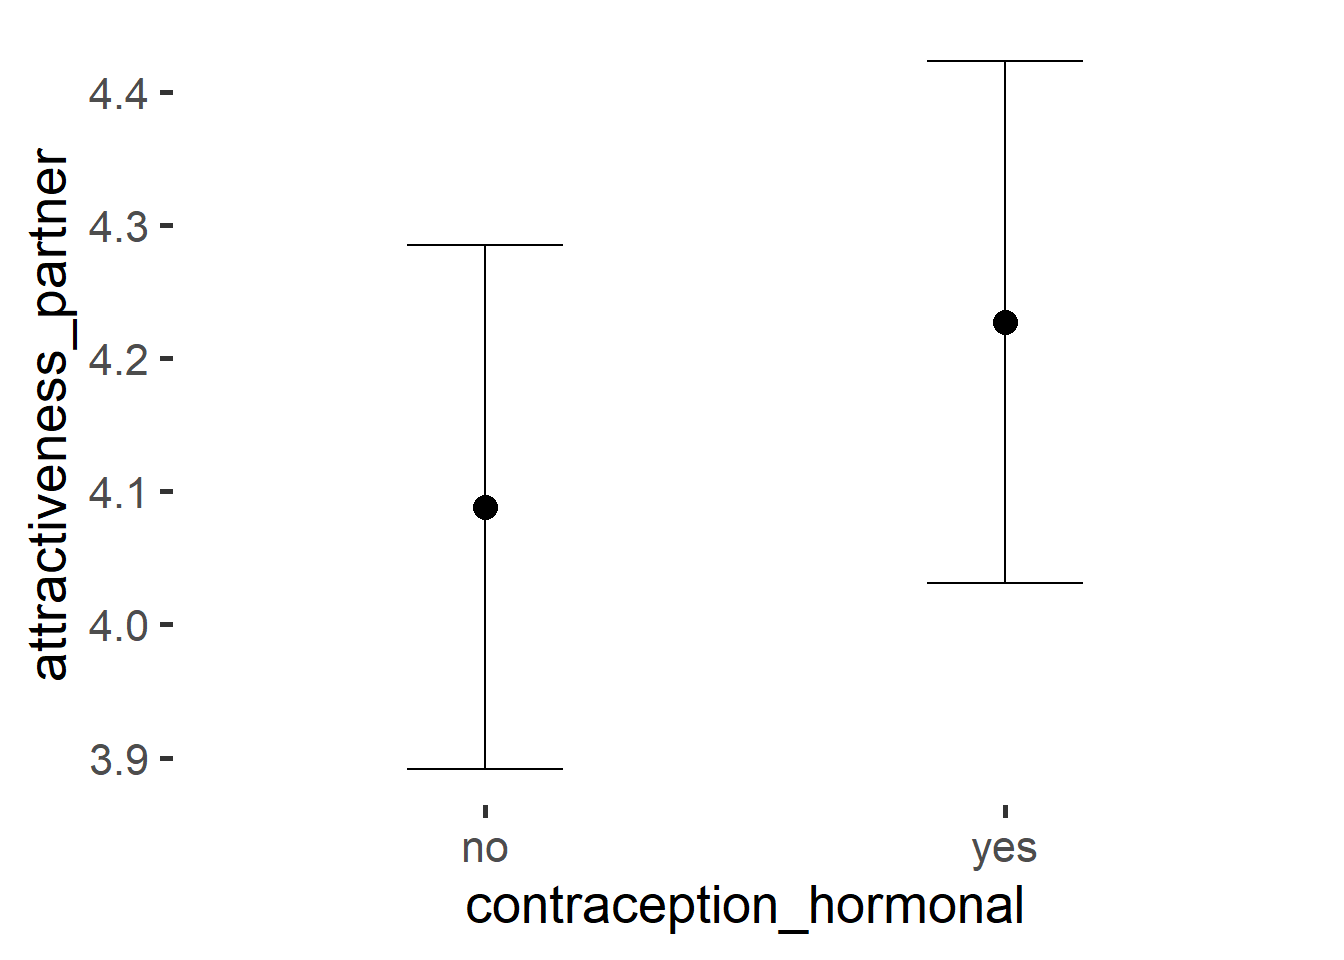 attractiveness_partner
4.4
4.3
4.2
4.1
4.0
3.9
no yes
contraception_hormonal